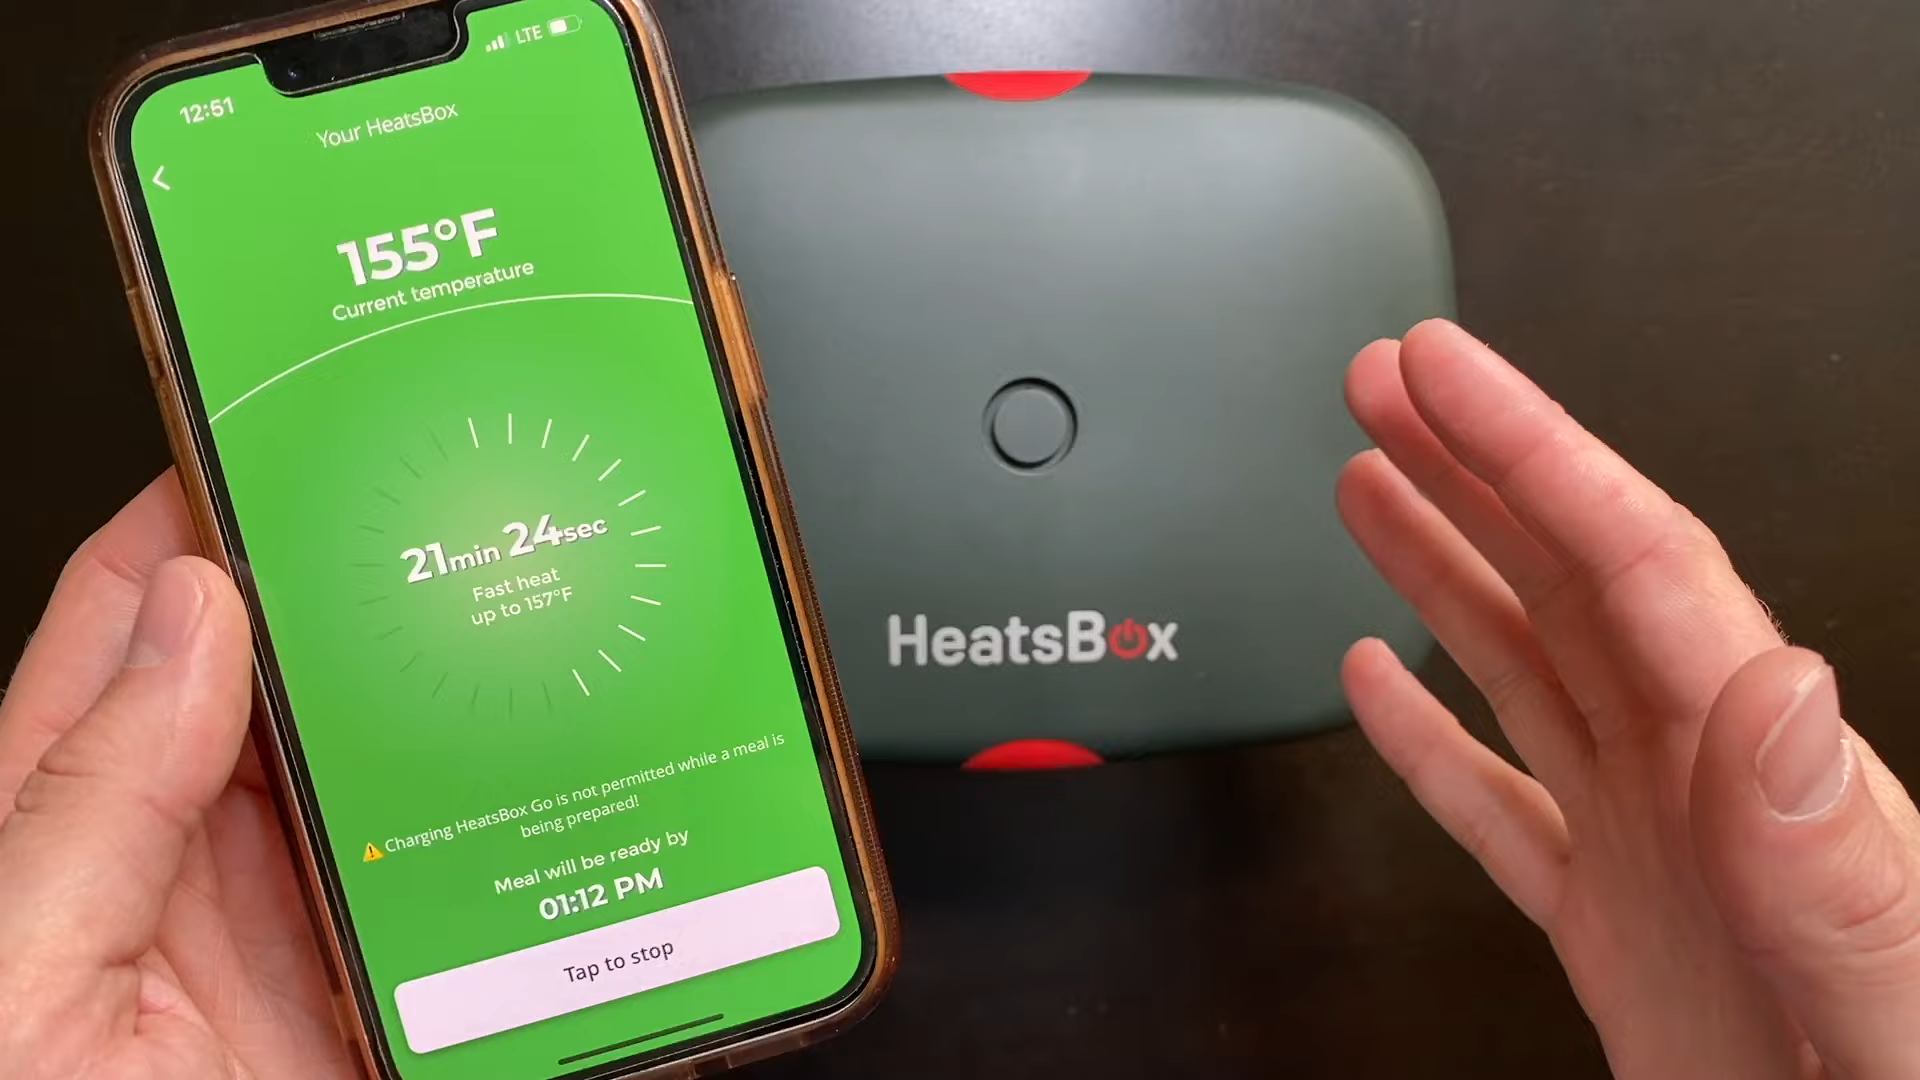 12:51
LTE
Your HeatsBox
155°F
Current temperature
21min 24sec
Fast heat
up to 157°F
⚠ Charging HeatsBox Go is not permitted while a meal is
being prepared!
Meal will be ready by
01:12 PM
Tap to stop
HeatsBox